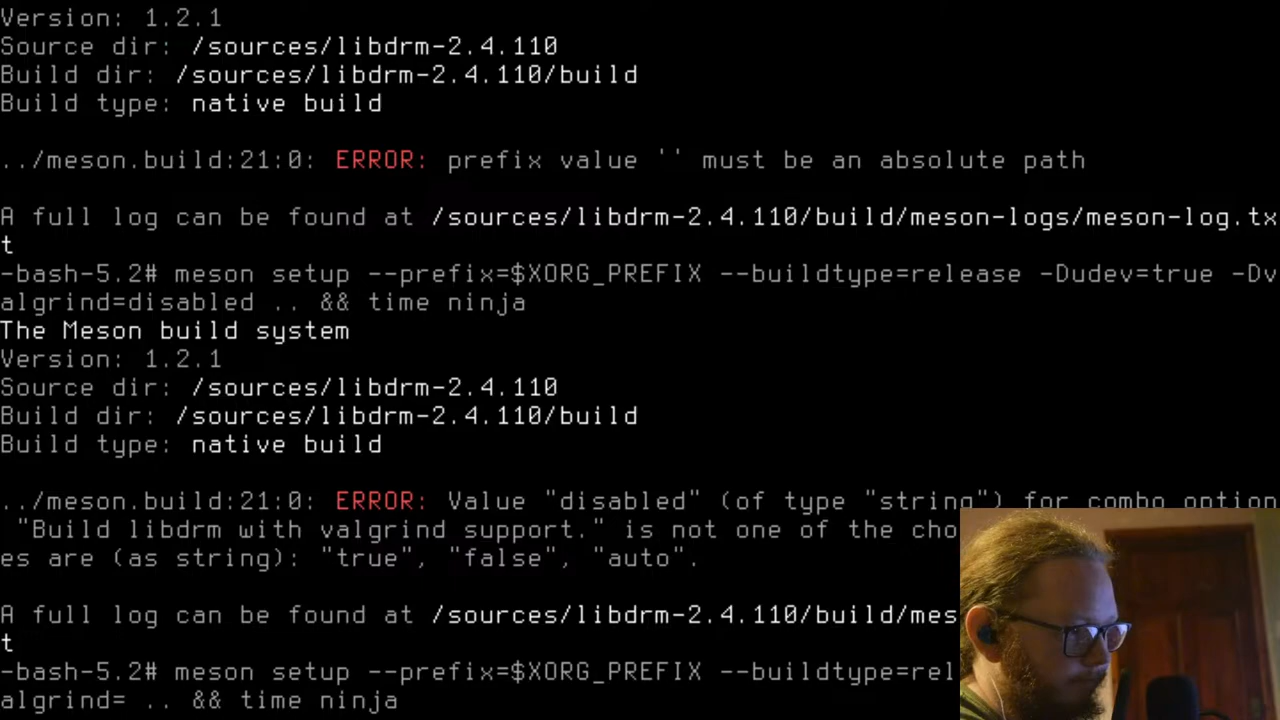 Version: 1.2.1
Source dir: /sources/libdrm-2.4.110
Build dir: /sources/libdrm-2.4.110/build
Build type: native build
../meson.build:21:0: ERROR: prefix value '' must be an absolute path
A full log can be found at /sources/libdrm-2.4.110/build/meson-logs/meson-log.tx
t
-bash-5.2# meson setup --prefix=$XORG_PREFIX --buildtype=release -Dudev=true -Dv
algrind=disabled .. && time ninja
The Meson build system
Version: 1.2.1
Source dir: /sources/libdrm-2.4.110
Build dir: /sources/libdrm-2.4.110/build
Build type: native build
../meson.build:21:0: ERROR: Value "disabled" (of type "string") for combo option
"Build libdrm with valgrind support." is not one of the cho
es are (as string): "true", "false", "auto".
A full log can be found at /sources/libdrm-2.4.110/build/mes
t
-bash-5.2# meson setup --prefix=$XORG_PREFIX --buildtype=rel
algrind= .. && time ninja